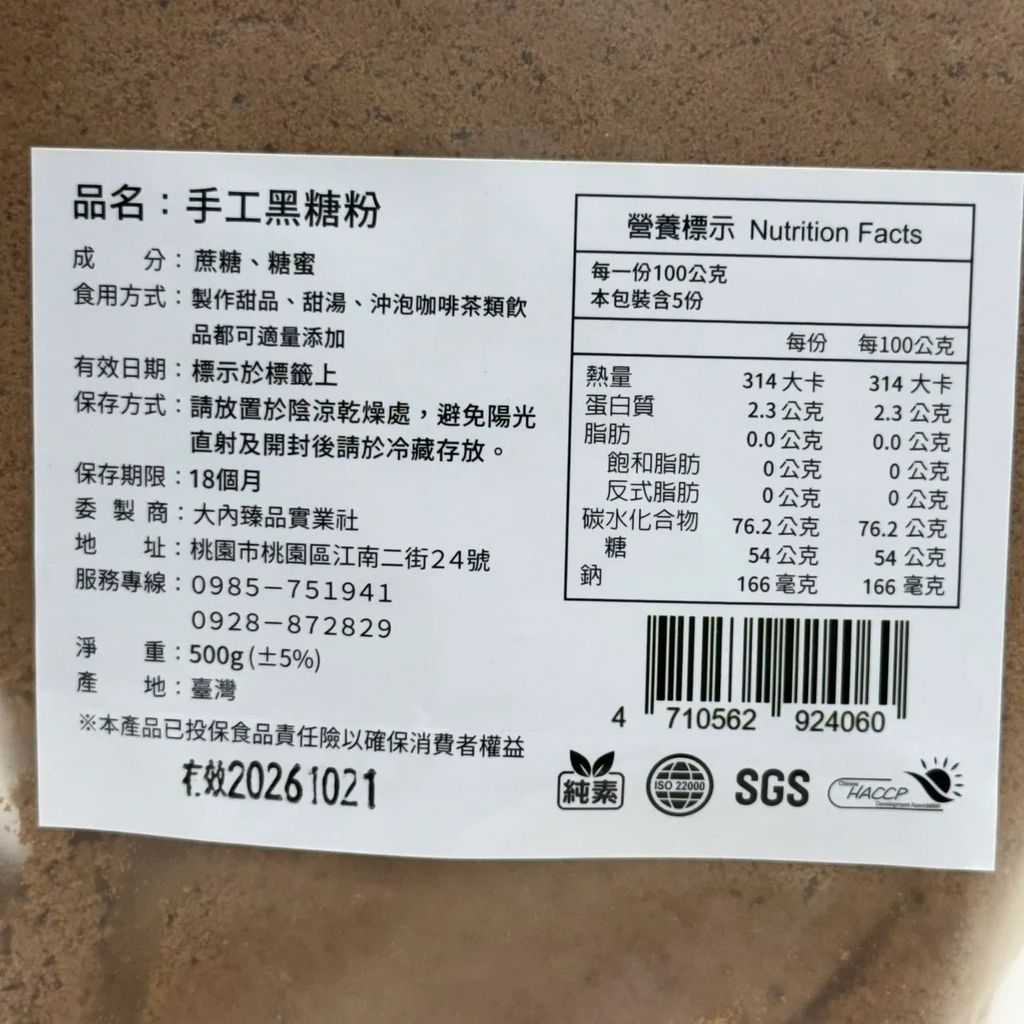 品名：手工黑糖粉
成　　分：蔗糖、糖蜜
食用方式：製作甜品、甜湯、沖泡咖啡茶類飲
品都可適量添加
有效日期：標示於標籤上
保存方式：請放置於陰涼乾燥處，避免陽光
直射及開封後請於冷藏存放。
保存期限：18個月
委 製 商：大內臻品實業社
地　　址：桃園市桃園區江南二街24號
服務專線：0985－751941
0928－872829
淨　　重：500g(±5%)
產　　地：臺灣
※本產品已投保食品責任險以確保消費者權益
有效20261021
營養標示 Nutrition Facts
每一份100公克
本包裝含5份
每份 每100公克
熱量 314 大卡 314 大卡
蛋白質 2.3 公克 2.3 公克
脂肪 0.0 公克 0.0 公克
飽和脂肪 0 公克 0 公克
反式脂肪 0 公克 0 公克
碳水化合物 76.2 公克 76.2 公克
糖 54 公克 54 公克
鈉 166 毫克 166 毫克
4 710562 924060
純素
ISO 22000
SGS
Chinese
HACCP
Development Association